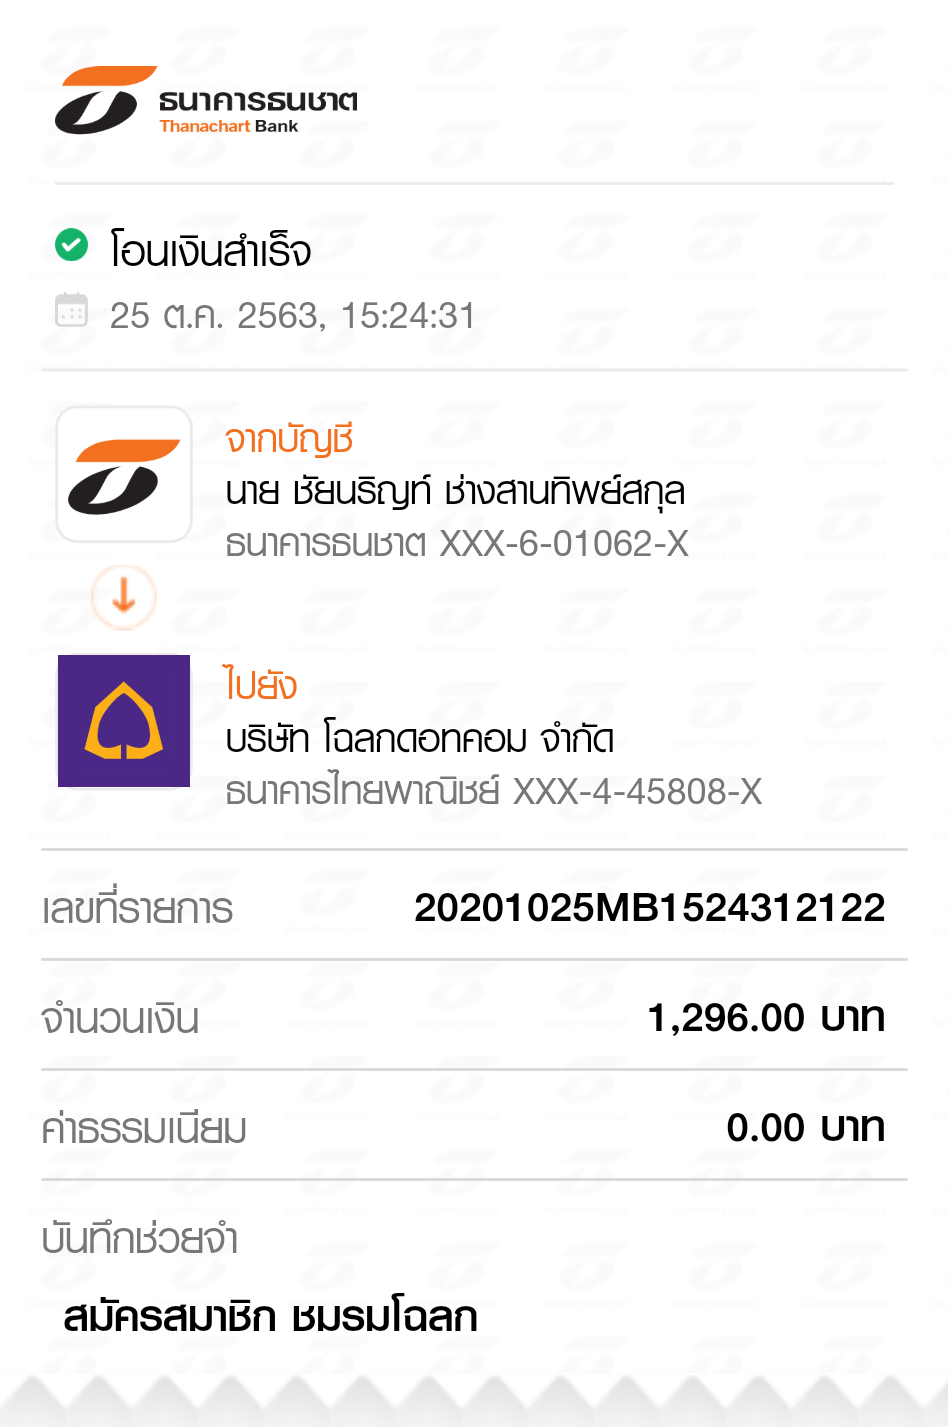 ธนาคารธนชาต
Thanachart Bank
โอนเงินสำเร็จ
25 ต.ค. 2563, 15:24:31
จากบัญชี
นาย ชัยนริญท์ ช่างสานทิพย์สกุล
ธนาคารธนชาต XXX-6-01062-X
ไปยัง
บริษัท โฉลกดอทคอม จำกัด
ธนาคารไทยพาณิชย์ XXX-4-45808-X
เลขที่รายการ 20201025MB1524312122
จำนวนเงิน 1,296.00 บาท
ค่าธรรมเนียม 0.00 บาท
บันทึกช่วยจำ
สมัครสมาชิก ชมรมโฉลก